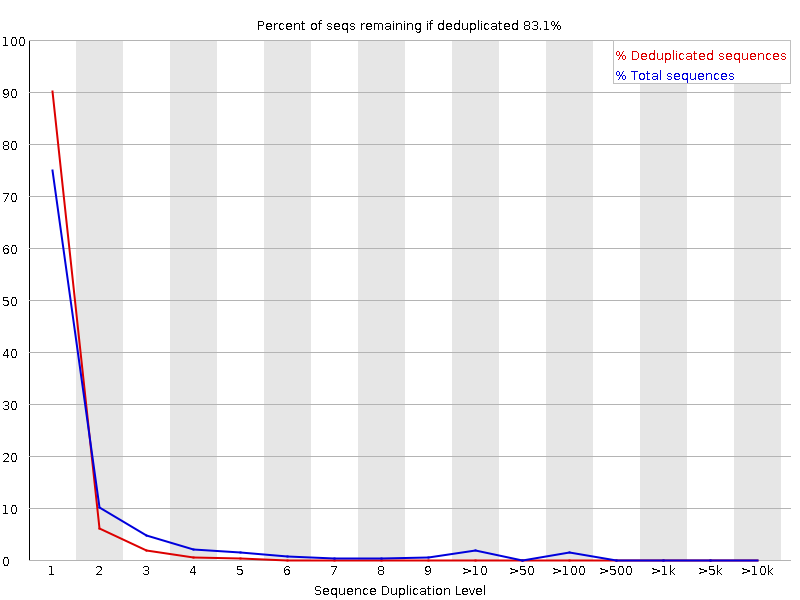 Percent of seqs remaining if deduplicated 83.1%
% Deduplicated sequences
% Total sequences
100
90
80
70
60
50
40
30
20
10
0
1 2 3 4 5 6 7 8 9 >10 >50 >100 >500 >1k >5k >10k
Sequence Duplication Level